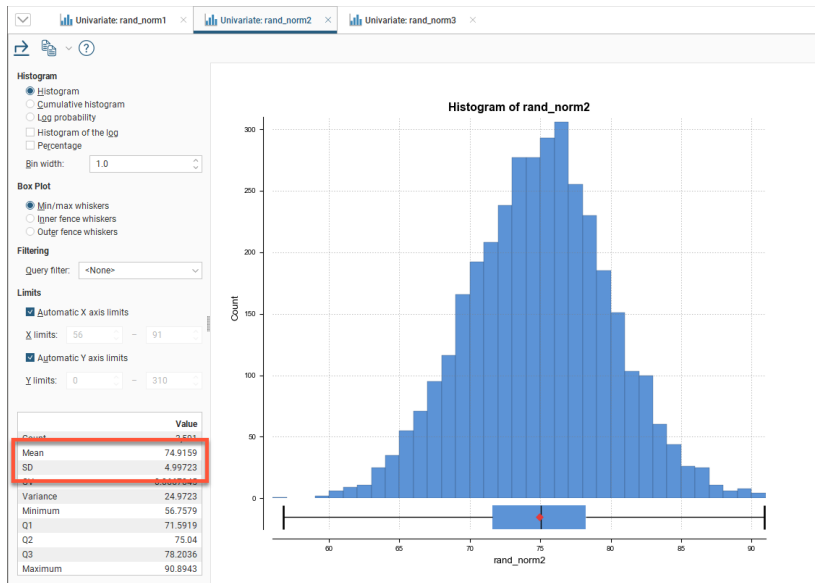 Univariate: rand_norm1 × Univariate: rand_norm2 × Univariate: rand_norm3 ×
?
Histogram
Histogram
Cumulative histogram
Log probability
Histogram of the log
Percentage
Bin width: 1.0
Box Plot
Min/max whiskers
Inner fence whiskers
Outer fence whiskers
Filtering
Query filter: <None>
Limits
Automatic X axis limits
X limits: 56 – 91
Automatic Y axis limits
Y limits: 0 – 310
Value
Count
Mean 74.9159
SD 4.99723
CV
Variance 24.9723
Minimum 56.7579
Q1 71.5919
Q2 75.04
Q3 78.2036
Maximum 90.8943
Histogram of rand_norm2
300
250
200
150
100
50
0
Count
60 65 70 75 80 85 90
rand_norm2